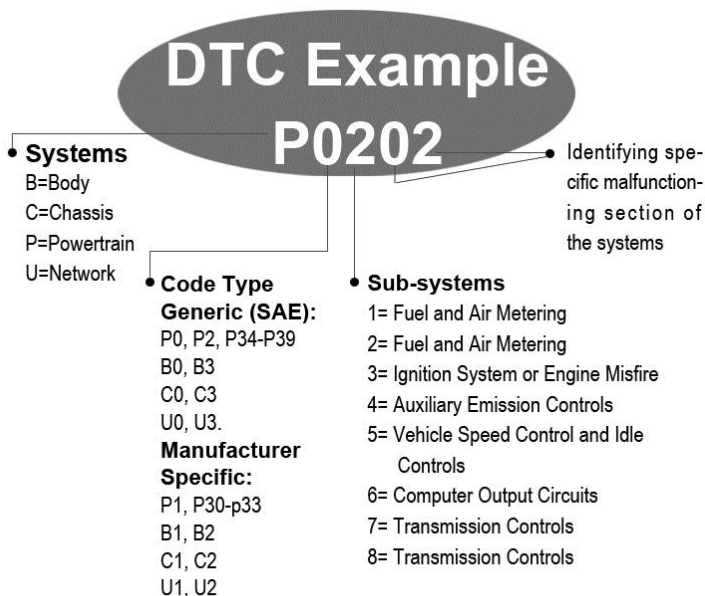 DTC Example
P0202
Systems
B=Body
C=Chassis
P=Powertrain
U=Network
Identifying spe-
cific malfunction-
ing section of
the systems
Code Type
Generic (SAE):
P0, P2, P34-P39
B0, B3
C0, C3
U0, U3.
Manufacturer
Specific:
P1, P30-p33
B1, B2
C1, C2
U1, U2
Sub-systems
1= Fuel and Air Metering
2= Fuel and Air Metering
3= Ignition System or Engine Misfire
4= Auxiliary Emission Controls
5= Vehicle Speed Control and Idle
Controls
6= Computer Output Circuits
7= Transmission Controls
8= Transmission Controls